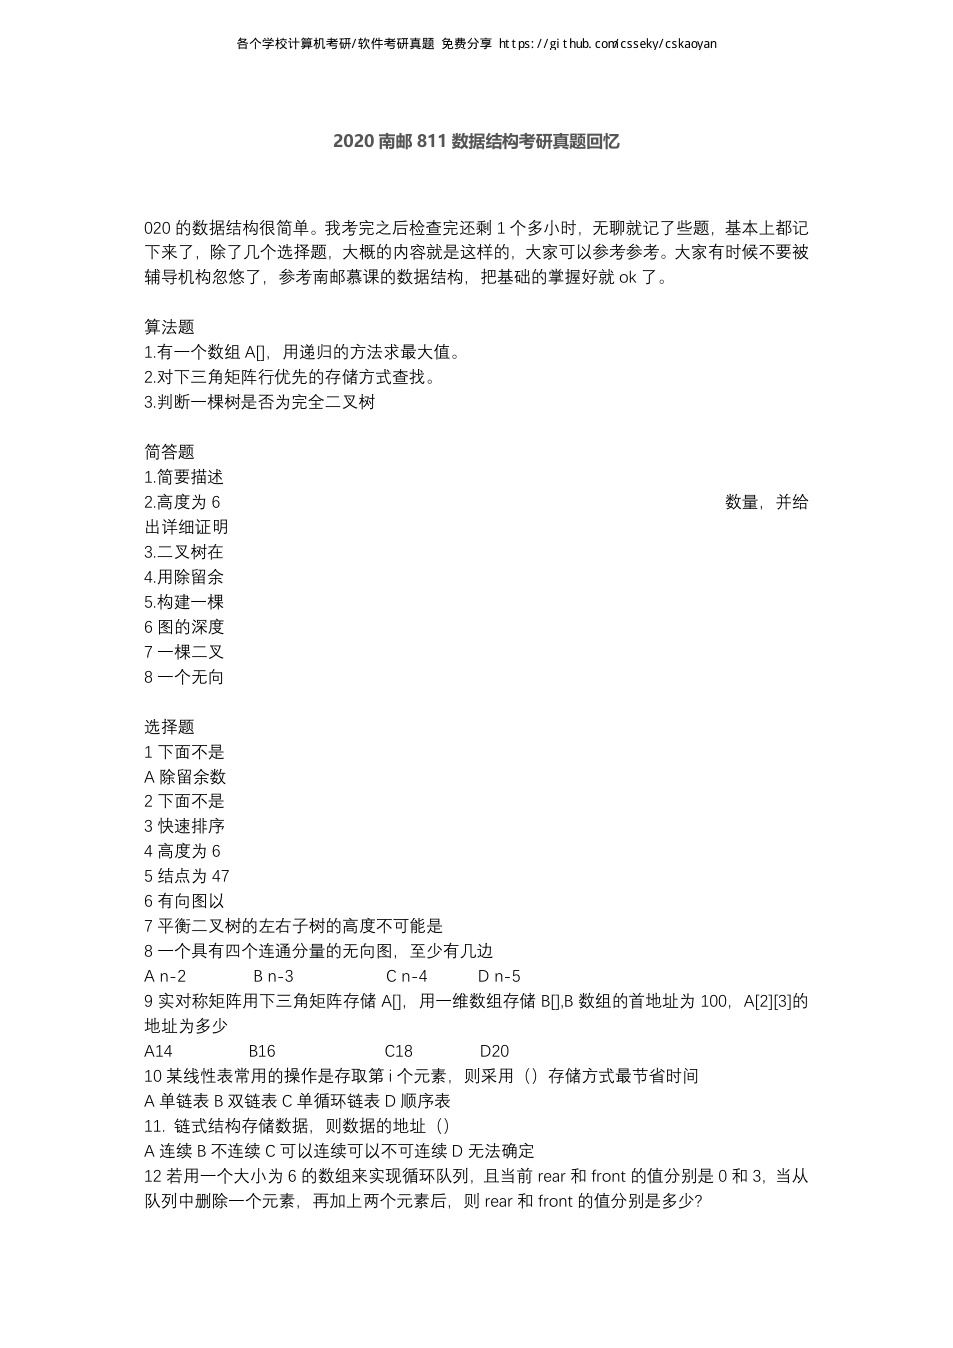 各个学校计算机考研/软件考研真题 免费分享 https://github.com/csseky/cskaoyan
2020 南邮 811 数据结构考研真题回忆
020 的数据结构很简单。我考完之后检查完还剩 1 个多小时，无聊就记了些题，基本上都记
下来了，除了几个选择题，大概的内容就是这样的，大家可以参考参考。大家有时候不要被
辅导机构忽悠了，参考南邮慕课的数据结构，把基础的掌握好就 ok 了。
算法题
1.有一个数组 A[]，用递归的方法求最大值。
2.对下三角矩阵行优先的存储方式查找。
3.判断一棵树是否为完全二叉树
简答题
1.简要描述
2.高度为 6 数量，并给
出详细证明
3.二叉树在
4.用除留余
5.构建一棵
6 图的深度
7 一棵二叉
8 一个无向
选择题
1 下面不是
A 除留余数
2 下面不是
3 快速排序
4 高度为 6
5 结点为 47
6 有向图以
7 平衡二叉树的左右子树的高度不可能是
8 一个具有四个连通分量的无向图，至少有几边
A n-2 B n-3 C n-4 D n-5
9 实对称矩阵用下三角矩阵存储 A[]，用一维数组存储 B[],B 数组的首地址为 100，A[2][3]的
地址为多少
A14 B16 C18 D20
10 某线性表常用的操作是存取第 i 个元素，则采用（）存储方式最节省时间
A 单链表 B 双链表 C 单循环链表 D 顺序表
11. 链式结构存储数据，则数据的地址（）
A 连续 B 不连续 C 可以连续可以不可连续 D 无法确定
12 若用一个大小为 6 的数组来实现循环队列，且当前 rear 和 front 的值分别是 0 和 3，当从
队列中删除一个元素，再加上两个元素后，则 rear 和 front 的值分别是多少?